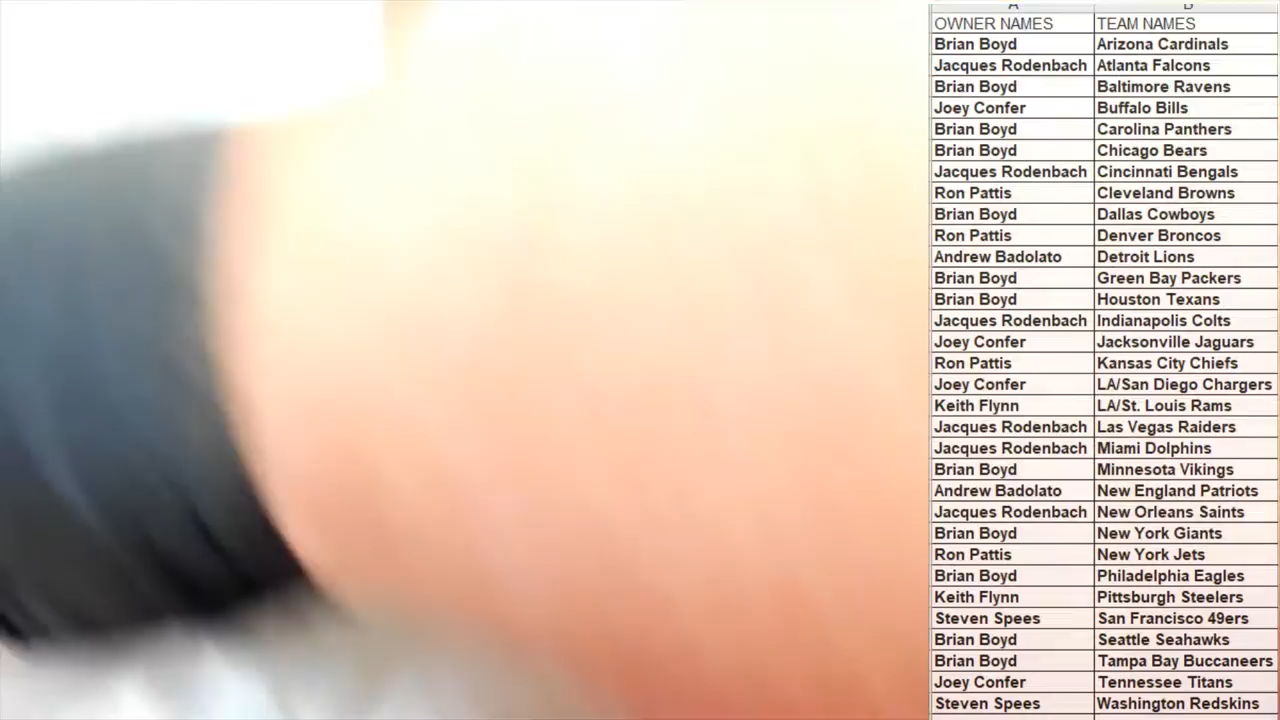 OWNER NAMES TEAM NAMES
Brian Boyd Arizona Cardinals
Jacques Rodenbach Atlanta Falcons
Brian Boyd Baltimore Ravens
Joey Confer Buffalo Bills
Brian Boyd Carolina Panthers
Brian Boyd Chicago Bears
Jacques Rodenbach Cincinnati Bengals
Ron Pattis Cleveland Browns
Brian Boyd Dallas Cowboys
Ron Pattis Denver Broncos
Andrew Badolato Detroit Lions
Brian Boyd Green Bay Packers
Brian Boyd Houston Texans
Jacques Rodenbach Indianapolis Colts
Joey Confer Jacksonville Jaguars
Ron Pattis Kansas City Chiefs
Joey Confer LA/San Diego Chargers
Keith Flynn LA/St. Louis Rams
Jacques Rodenbach Las Vegas Raiders
Jacques Rodenbach Miami Dolphins
Brian Boyd Minnesota Vikings
Andrew Badolato New England Patriots
Jacques Rodenbach New Orleans Saints
Brian Boyd New York Giants
Ron Pattis New York Jets
Brian Boyd Philadelphia Eagles
Keith Flynn Pittsburgh Steelers
Steven Spees San Francisco 49ers
Brian Boyd Seattle Seahawks
Brian Boyd Tampa Bay Buccaneers
Joey Confer Tennessee Titans
Steven Spees Washington Redskins